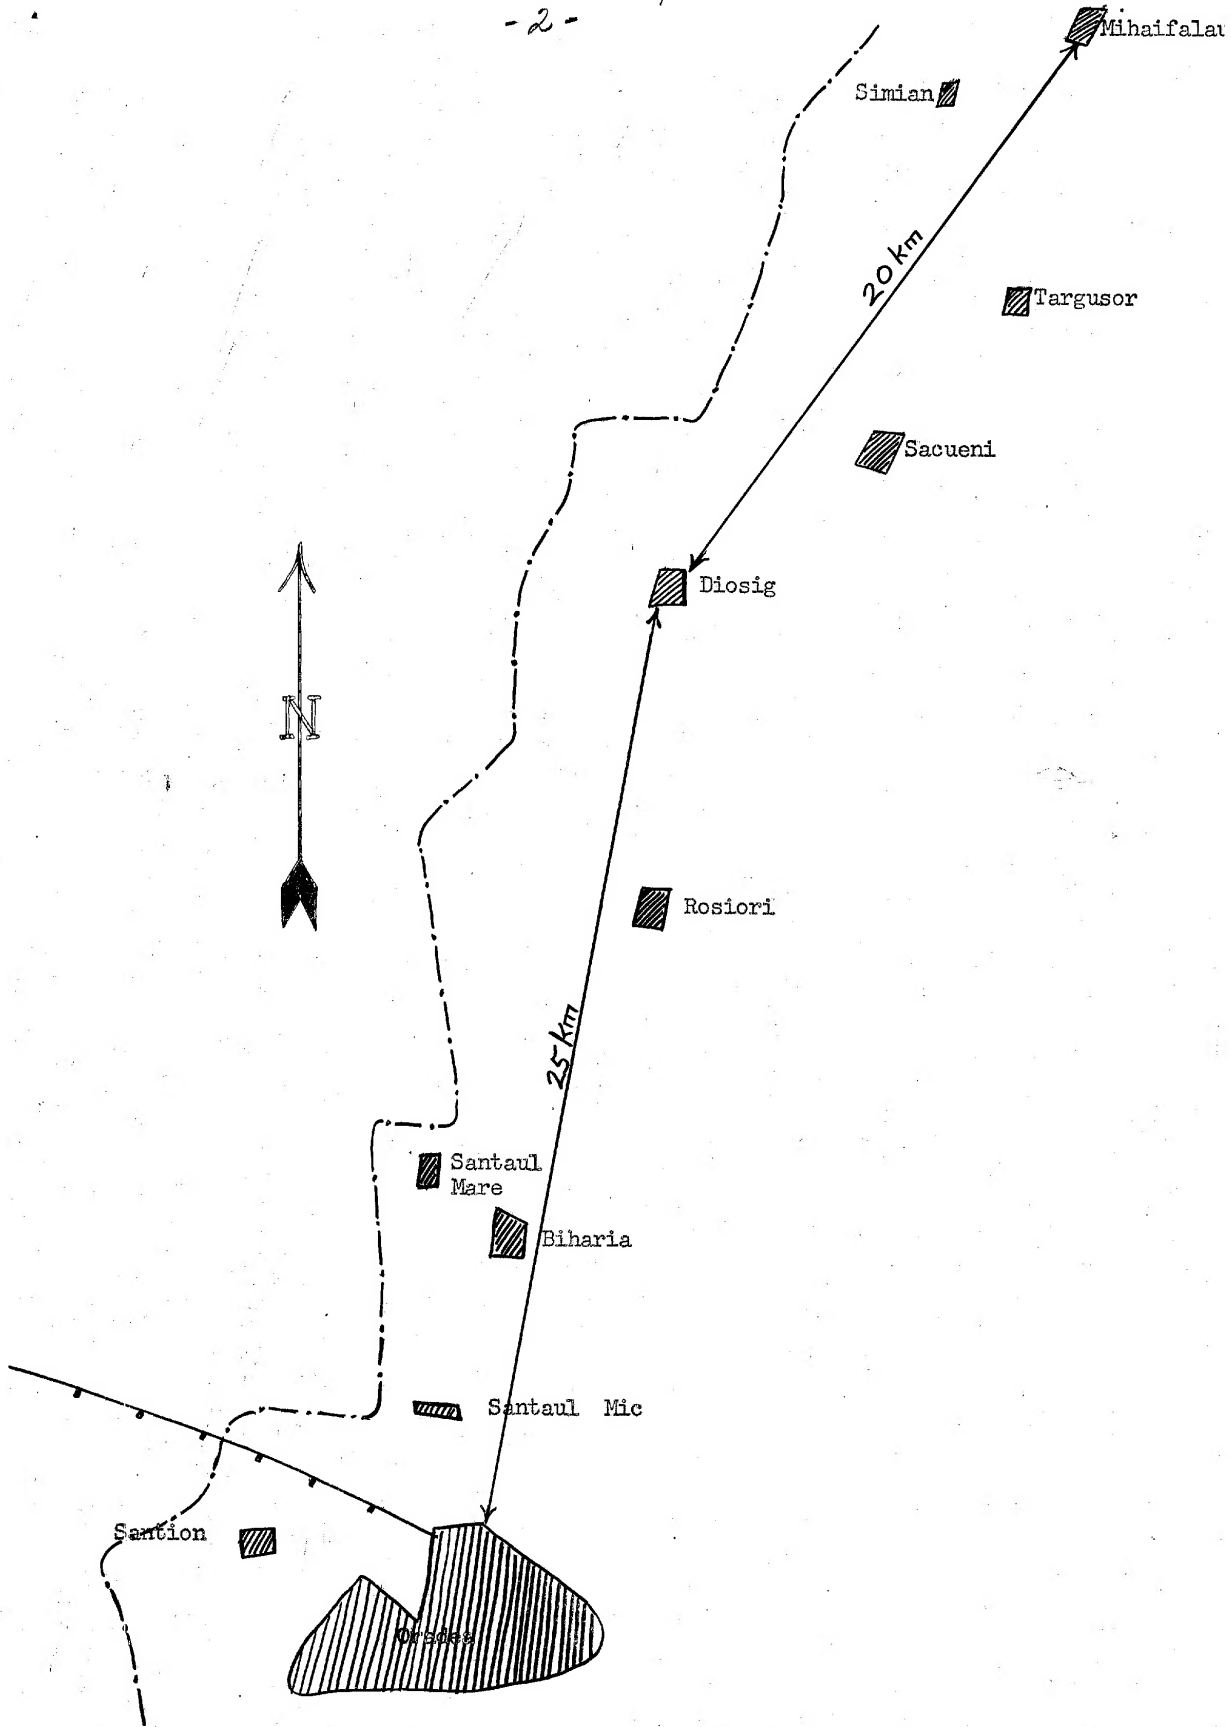 - 2 -
Mihaifalau
Simian
20 km
Targusor
Sacueni
Diosig
N
Rosiori
25 km
Santaul
Mare
Biharia
Santaul Mic
Santion
Oradea